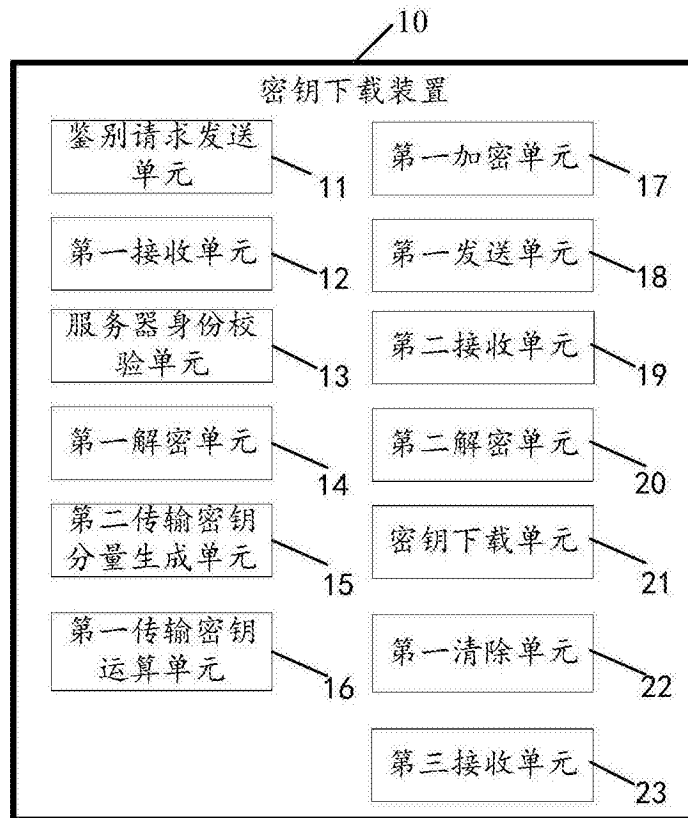 10
密钥下载装置
鉴别请求发送
单元
11
第一接收单元
12
服务器身份校
验单元
13
第一解密单元
14
第二传输密钥
分量生成单元
15
第一传输密钥
运算单元
16
第一加密单元
17
第一发送单元
18
第二接收单元
19
第二解密单元
20
密钥下载单元
21
第一清除单元
22
第三接收单元
23